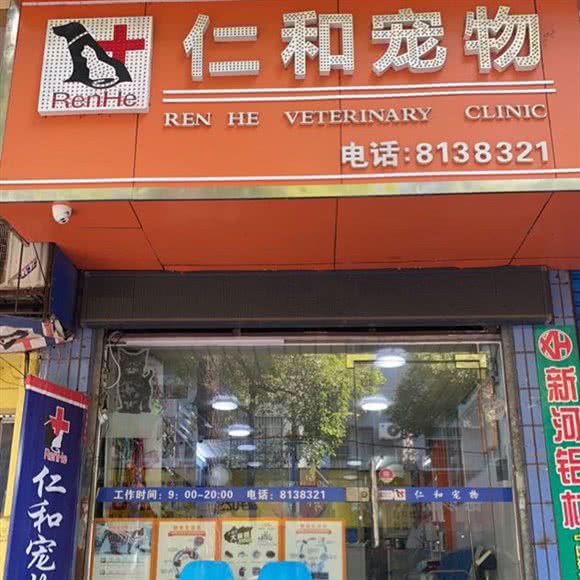 仁和宠物
RenHe
REN HE VETERINARY CLINIC
电话:8138321
新河铝材
RenHe
仁和宠
工作时间：9：00-20:00 电话：8138321
仁和宠物